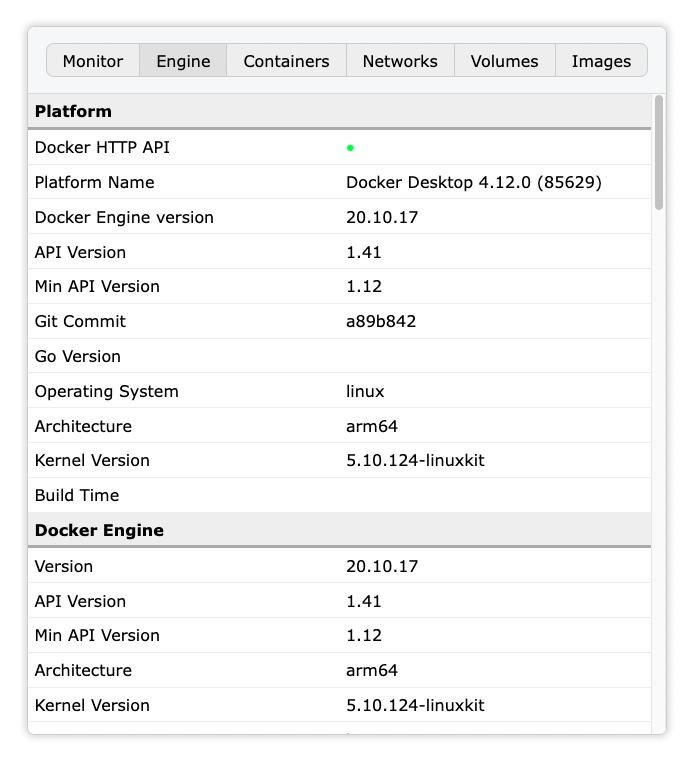 Monitor Engine Containers Networks Volumes Images
Platform
Docker HTTP API
Platform Name Docker Desktop 4.12.0 (85629)
Docker Engine version 20.10.17
API Version 1.41
Min API Version 1.12
Git Commit a89b842
Go Version
Operating System linux
Architecture arm64
Kernel Version 5.10.124-linuxkit
Build Time
Docker Engine
Version 20.10.17
API Version 1.41
Min API Version 1.12
Architecture arm64
Kernel Version 5.10.124-linuxkit